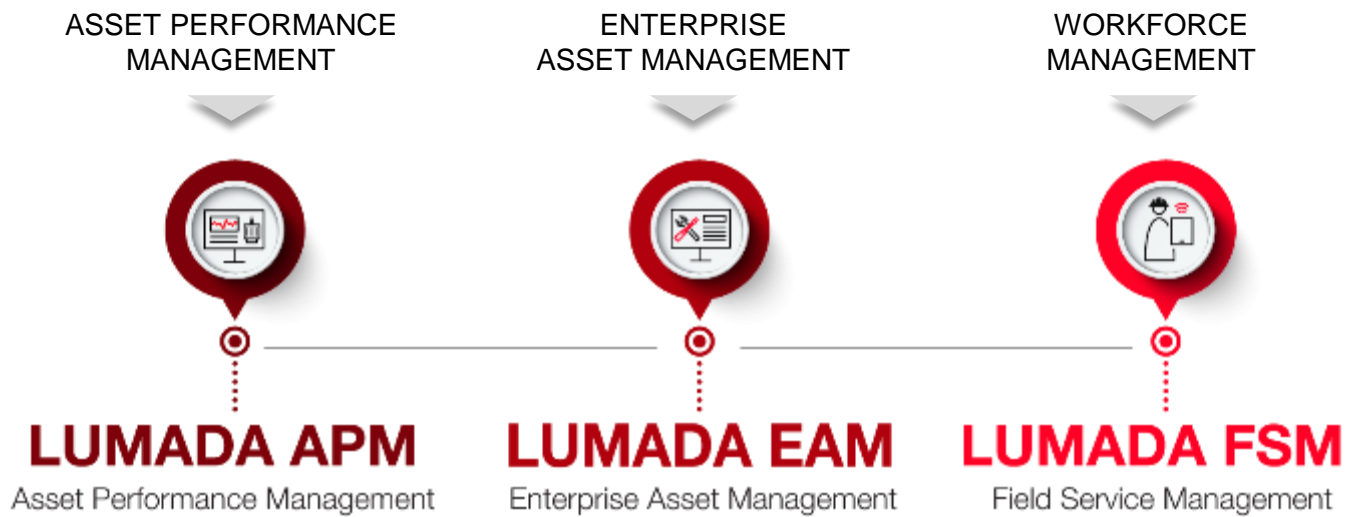 ASSET PERFORMANCE
MANAGEMENT
ENTERPRISE
ASSET MANAGEMENT
WORKFORCE
MANAGEMENT
LUMADA APM
Asset Performance Management
LUMADA EAM
Enterprise Asset Management
LUMADA FSM
Field Service Management